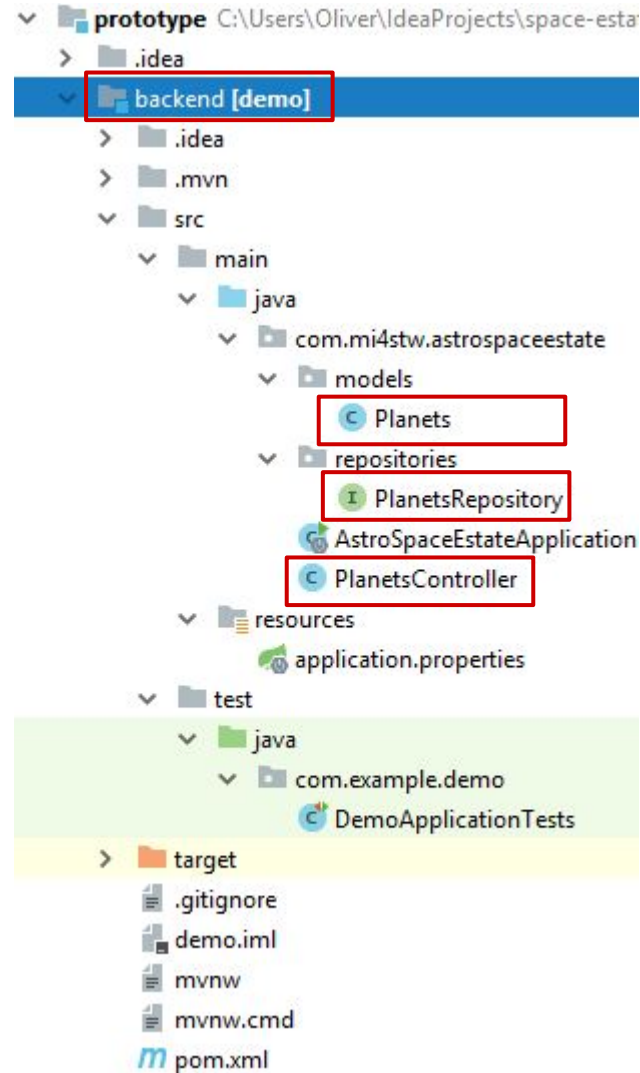 prototype C:\Users\Oliver\IdeaProjects\space-esta
.idea
backend [demo]
.idea
.mvn
src
main
java
com.mi4stw.astrospaceestate
models
C Planets
repositories
I PlanetsRepository
AstroSpaceEstateApplication
C PlanetsController
resources
application.properties
test
java
com.example.demo
C DemoApplicationTests
target
.gitignore
demo.iml
mvnw
mvnw.cmd
m pom.xml